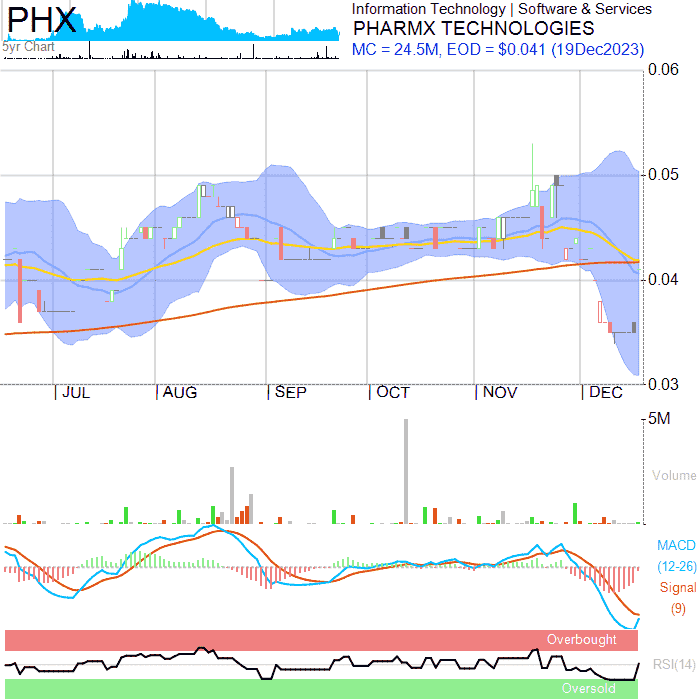 PHX
5yr Chart
Information Technology | Software & Services
PHARMX TECHNOLOGIES
MC = 24.5M, EOD = $0.041 (19Dec2023)
0.06
0.05
0.04
0.03
JUL AUG SEP OCT NOV DEC
5M
Volume
MACD
(12-26)
Signal
(9)
Overbought
RSI(14)
Oversold